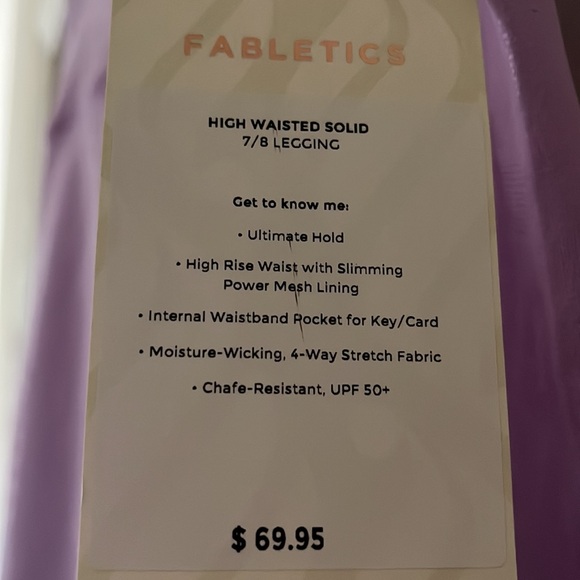 FABLETICS
HIGH WAISTED SOLID
7/8 LEGGING
Get to know me:
• Ultimate Hold
• High Rise Waist with Slimming
Power Mesh Lining
• Internal Waistband Pocket for Key/Card
• Moisture-Wicking, 4-Way Stretch Fabric
• Chafe-Resistant, UPF 50+
$ 69.95